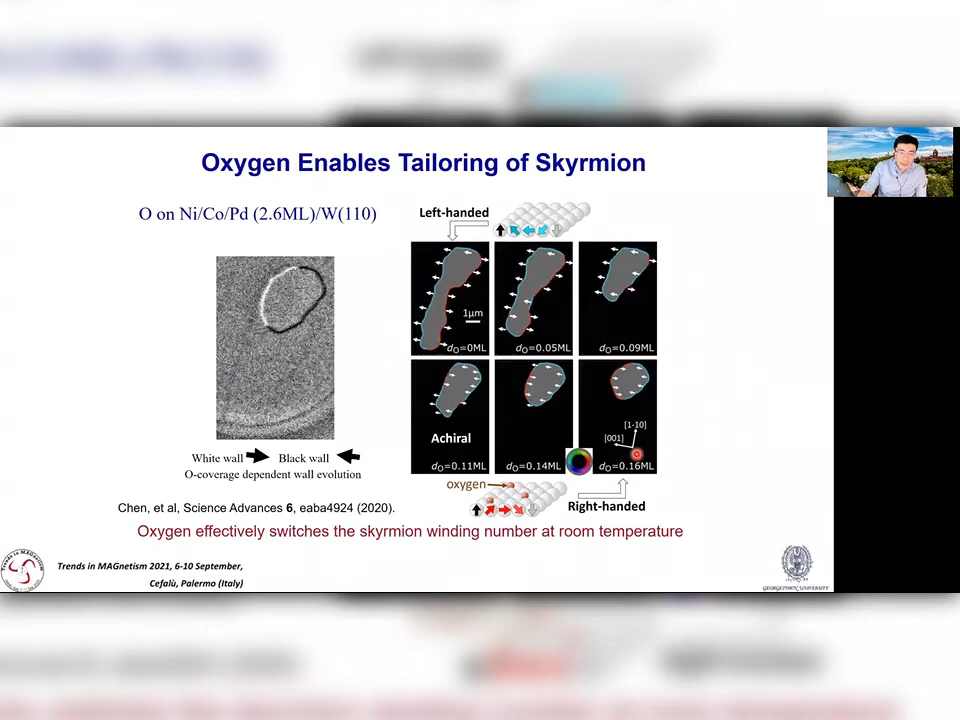 Oxygen Enables Tailoring of Skyrmion
O on Ni/Co/Pd (2.6ML)/W(110)
Left-handed
1μm
dO=0ML
dO=0.05ML
dO=0.09ML
Achiral
dO=0.11ML
dO=0.14ML
[1-10]
[001]
dO=0.16ML
White wall
Black wall
O-coverage dependent wall evolution
oxygen
Right-handed
Chen, et al, Science Advances 6, eaba4924 (2020).
Oxygen effectively switches the skyrmion winding number at room temperature
Trends in MAGnetism 2021, 6-10 September,
Cefalù, Palermo (Italy)
GEORGETOWN UNIVERSITY